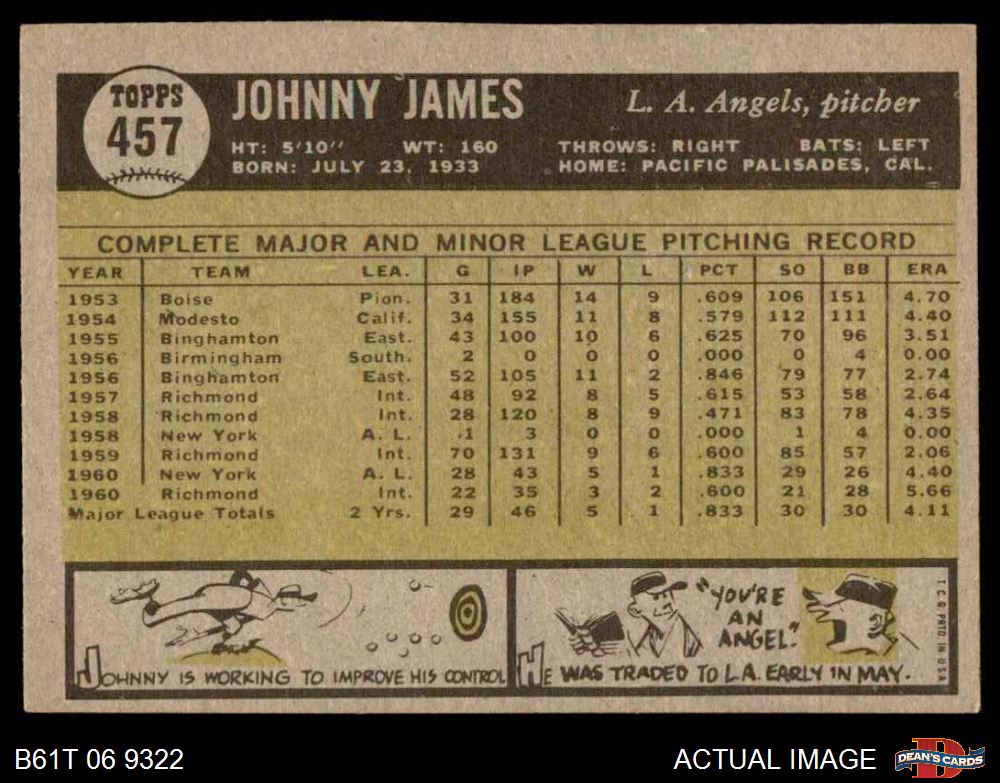 TOPPS
457
JOHNNY JAMES
L. A. Angels, pitcher
HT: 5'10" WT: 160 THROWS: RIGHT BATS: LEFT
BORN: JULY 23, 1933 HOME: PACIFIC PALISADES, CAL.
COMPLETE MAJOR AND MINOR LEAGUE PITCHING RECORD
YEAR TEAM LEA. G IP W L PCT SO BB ERA
1953 Boise Pion. 31 184 14 9 .609 106 151 4.70
1954 Modesto Calif. 34 155 11 8 .579 112 111 4.40
1955 Binghamton East. 43 100 10 6 .625 70 96 3.51
1956 Birmingham South. 2 0 0 0 .000 0 4 0.00
1956 Binghamton East. 52 105 11 2 .846 79 77 2.74
1957 Richmond Int. 48 92 8 5 .615 53 58 2.64
1958 Richmond Int. 28 120 8 9 .471 83 78 4.35
1958 New York A. L. 1 3 0 0 .000 1 4 0.00
1959 Richmond Int. 70 131 9 6 .600 85 57 2.06
1960 New York A. L. 28 43 5 1 .833 29 26 4.40
1960 Richmond Int. 22 35 3 2 .600 21 28 5.66
Major League Totals 2 Yrs. 29 46 5 1 .833 30 30 4.11
JOHNNY IS WORKING TO IMPROVE HIS CONTROL
"YOU'RE
AN
ANGEL."
HE WAS TRADED TO L.A. EARLY IN MAY.
T.C.G. PRTD. IN U.S.A.
B61T 06 9322
ACTUAL IMAGE
D
DEAN'S CARDS